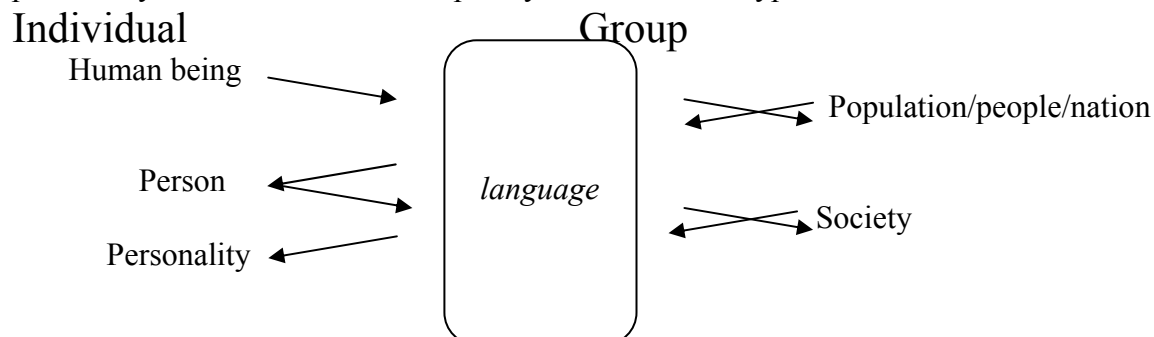 Individual Group
Human being
Population/people/nation
Person
language
Society
Personality